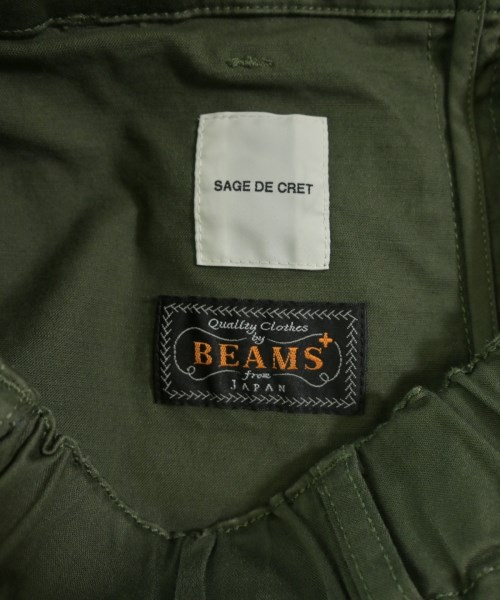 SAGE DE CRET
Quality Clothes
by
BEAMS+
from
JAPAN